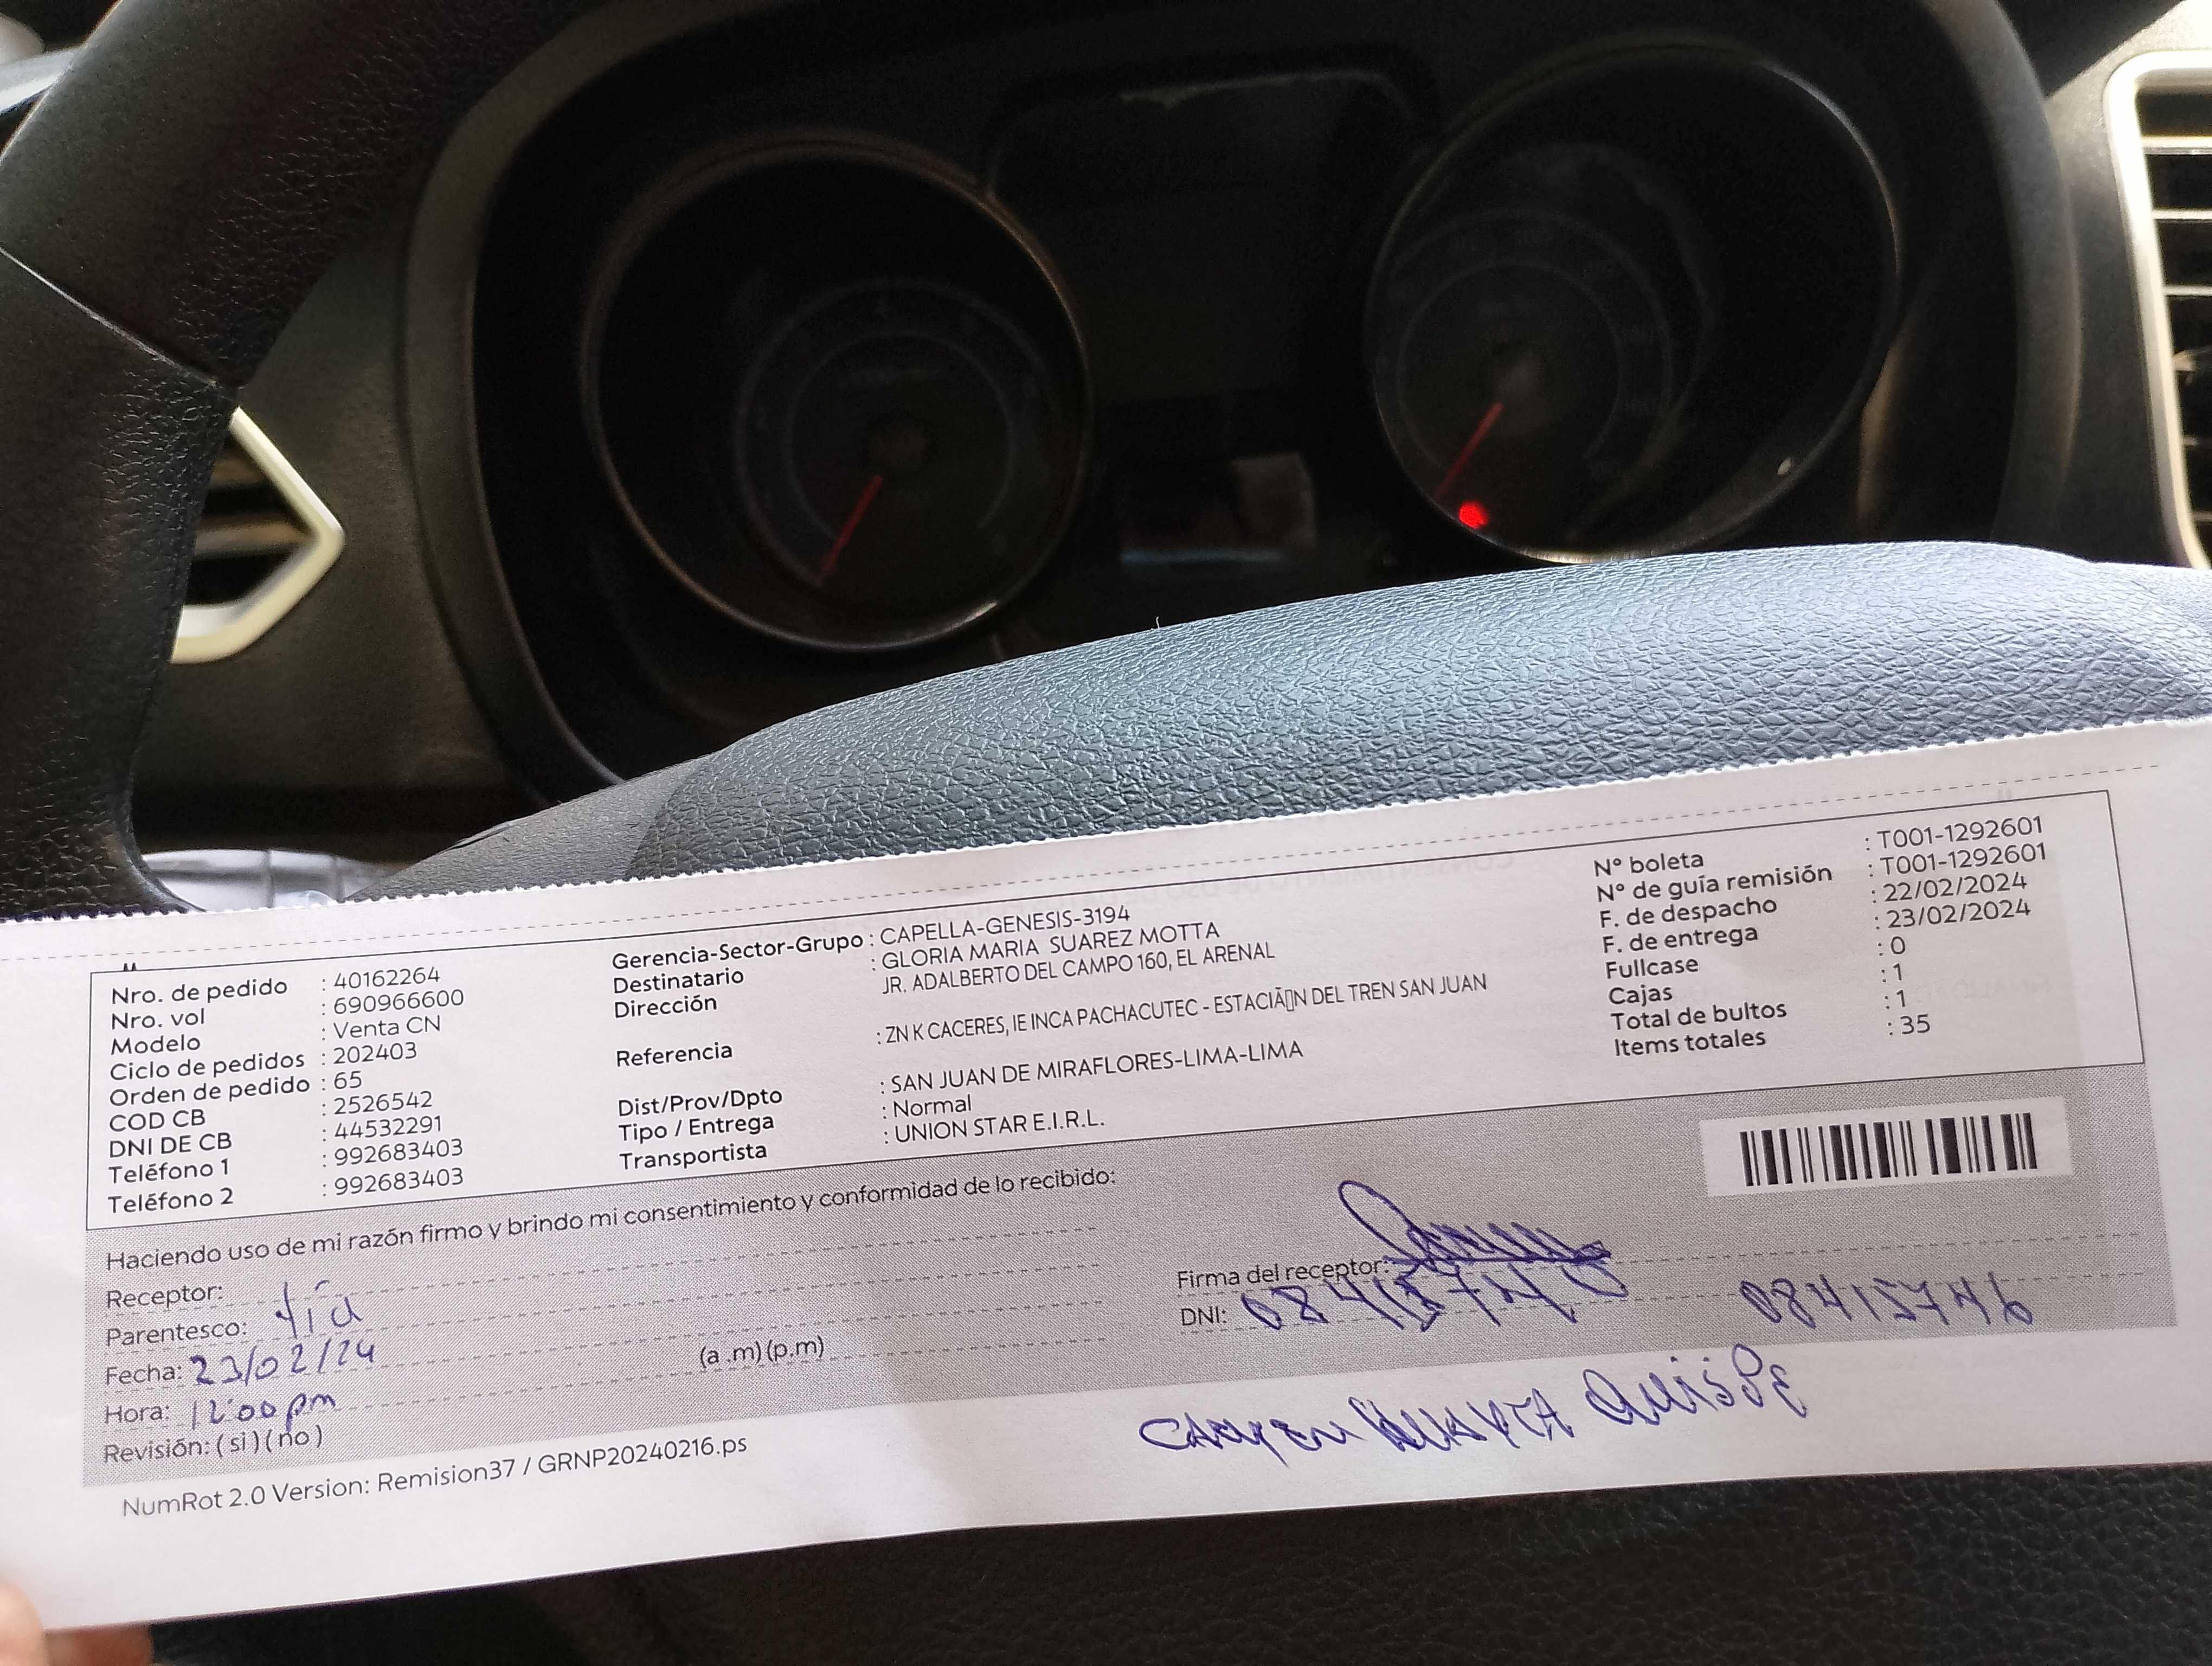 Nro. de pedido : 40162264
Nro. vol : 690966600
Modelo : Venta CN
Ciclo de pedidos : 202403
Orden de pedido : 65
COD CB : 2526542
DNI DE CB : 44532291
Teléfono 1 : 992683403
Teléfono 2 : 992683403
Gerencia-Sector-Grupo : CAPELLA-GENESIS-3194
Destinatario : GLORIA MARIA SUAREZ MOTTA
Dirección JR. ADALBERTO DEL CAMPO 160, EL ARENAL
Referencia : ZN K CACERES, IE INCA PACHACUTEC - ESTACIÃ▯N DEL TREN SAN JUAN
Dist/Prov/Dpto : SAN JUAN DE MIRAFLORES-LIMA-LIMA
Tipo / Entrega : Normal
Transportista : UNION STAR E.I.R.L.
N° boleta : T001-1292601
N° de guía remisión : T001-1292601
F. de despacho : 22/02/2024
F. de entrega : 23/02/2024
Fullcase : 0
Cajas : 1
Total de bultos : 1
Items totales : 35
Haciendo uso de mi razón firmo y brindo mi consentimiento y conformidad de lo recibido:
Receptor:
Parentesco: tía
Fecha: 23/02/24
Hora: 12:00 pm (a.m)(p.m)
Revisión: (si)(no)
Firma del receptor:
DNI: 08415746
08415746
QUISPE
NumRot 2.0 Version: Remision37 / GRNP20240216.ps